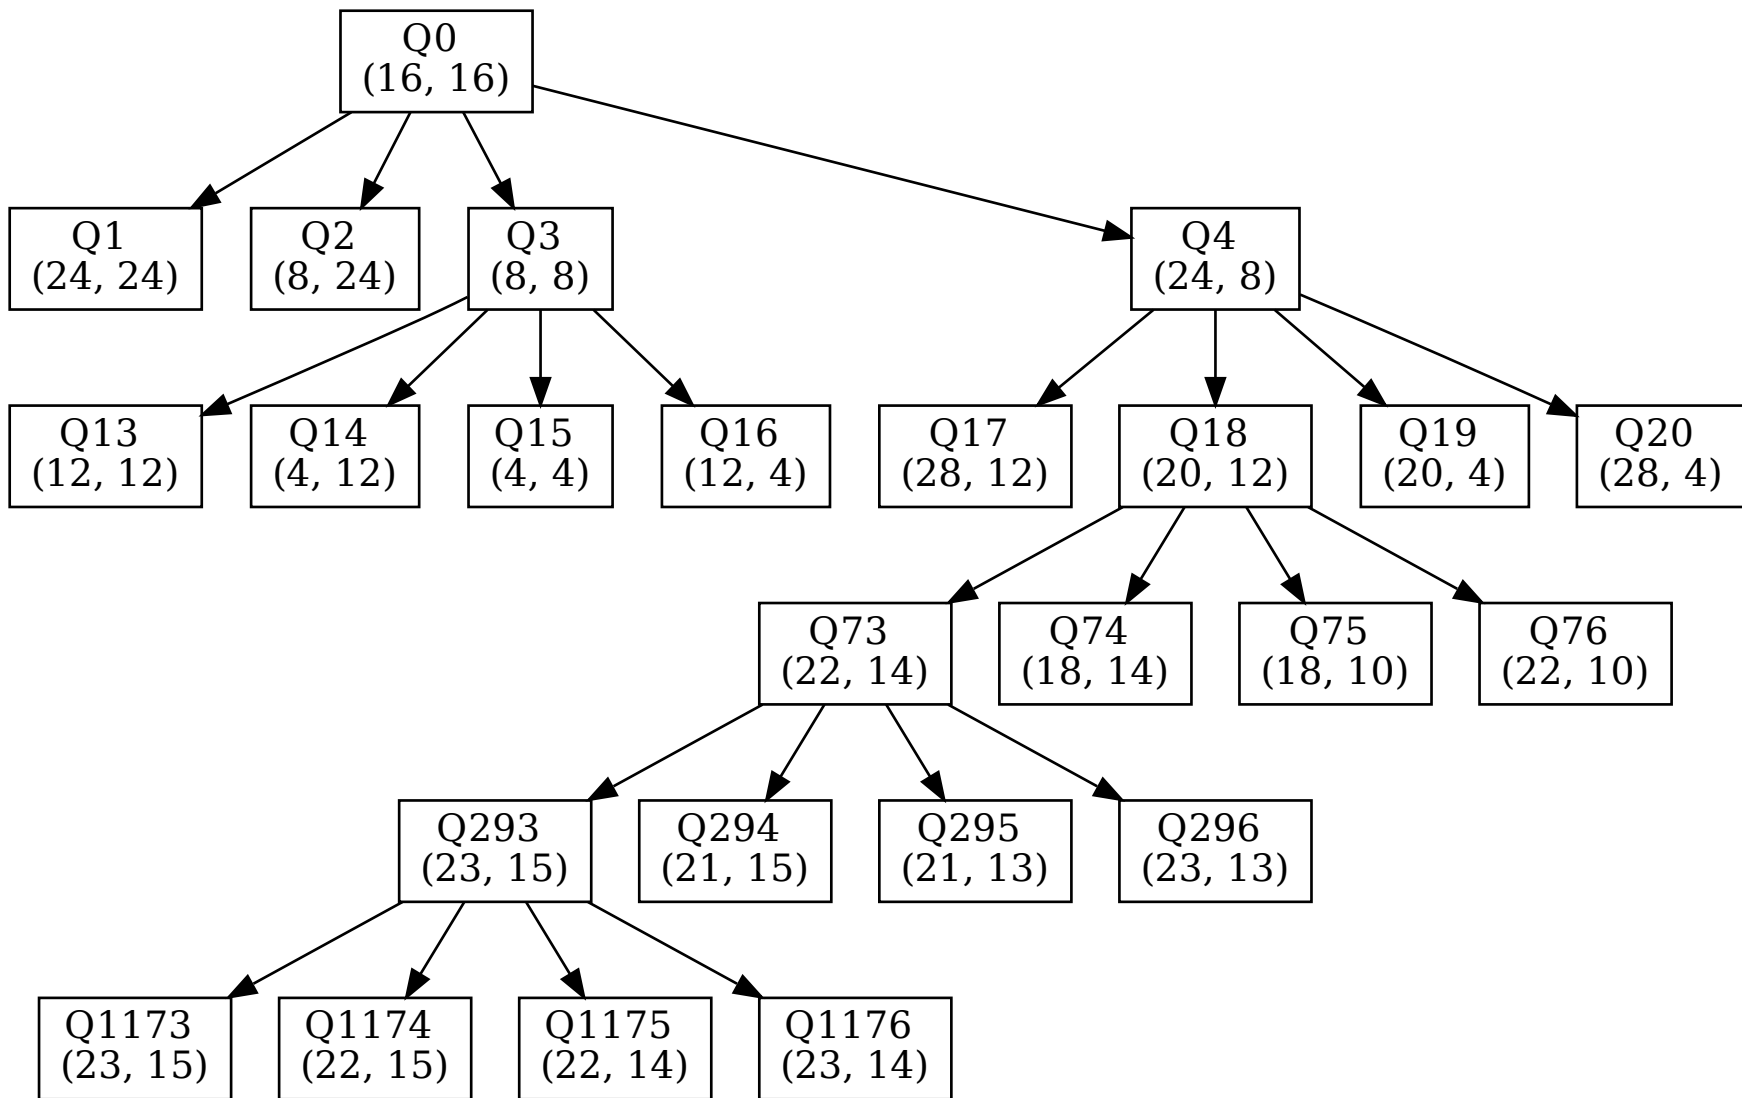 Q0
(16, 16)
Q1
(24, 24)
Q2
(8, 24)
Q3
(8, 8)
Q4
(24, 8)
Q13
(12, 12)
Q14
(4, 12)
Q15
(4, 4)
Q16
(12, 4)
Q17
(28, 12)
Q18
(20, 12)
Q19
(20, 4)
Q20
(28, 4)
Q73
(22, 14)
Q74
(18, 14)
Q75
(18, 10)
Q76
(22, 10)
Q293
(23, 15)
Q294
(21, 15)
Q295
(21, 13)
Q296
(23, 13)
Q1173
(23, 15)
Q1174
(22, 15)
Q1175
(22, 14)
Q1176
(23, 14)